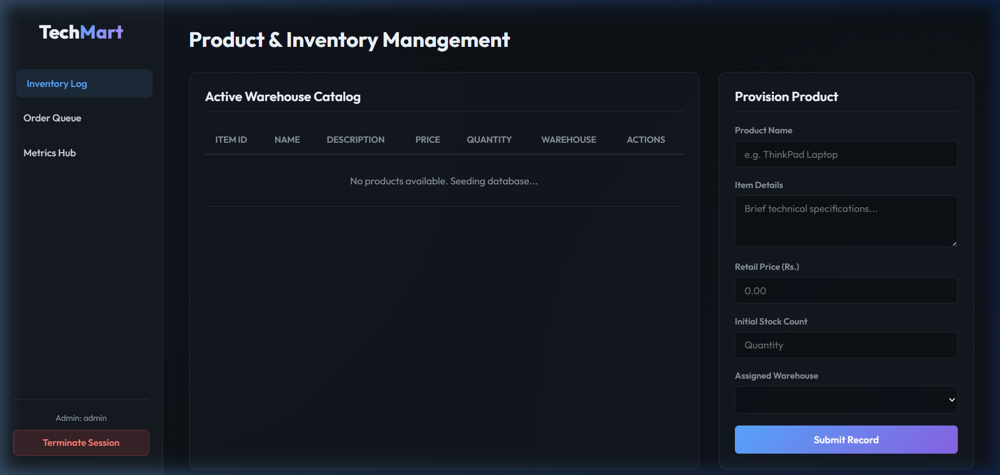 TechMart
Inventory Log
Order Queue
Metrics Hub
Admin: admin
Terminate Session
Product & Inventory Management
Active Warehouse Catalog
ITEM ID NAME DESCRIPTION PRICE QUANTITY WAREHOUSE ACTIONS
No products available. Seeding database...
Provision Product
Product Name
e.g. ThinkPad Laptop
Item Details
Brief technical specifications...
Retail Price (Rs.)
0.00
Initial Stock Count
Quantity
Assigned Warehouse
Submit Record